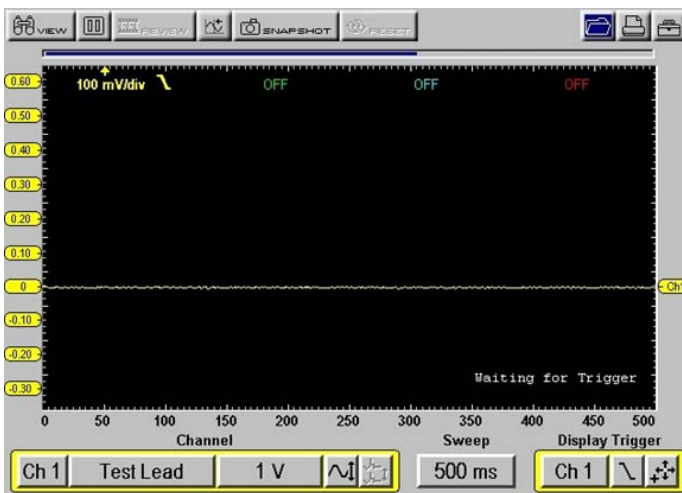 VIEW REVIEW SNAPSHOT RESET
100 mV/div OFF OFF OFF
0.60
0.50
0.40
0.30
0.20
0.10
0
-0.10
-0.20
-0.30
Ch1
Waiting for Trigger
0 50 100 150 200 250 300 350 400 450 500
Channel Sweep Display Trigger
Ch 1 Test Lead 1 V 500 ms Ch 1